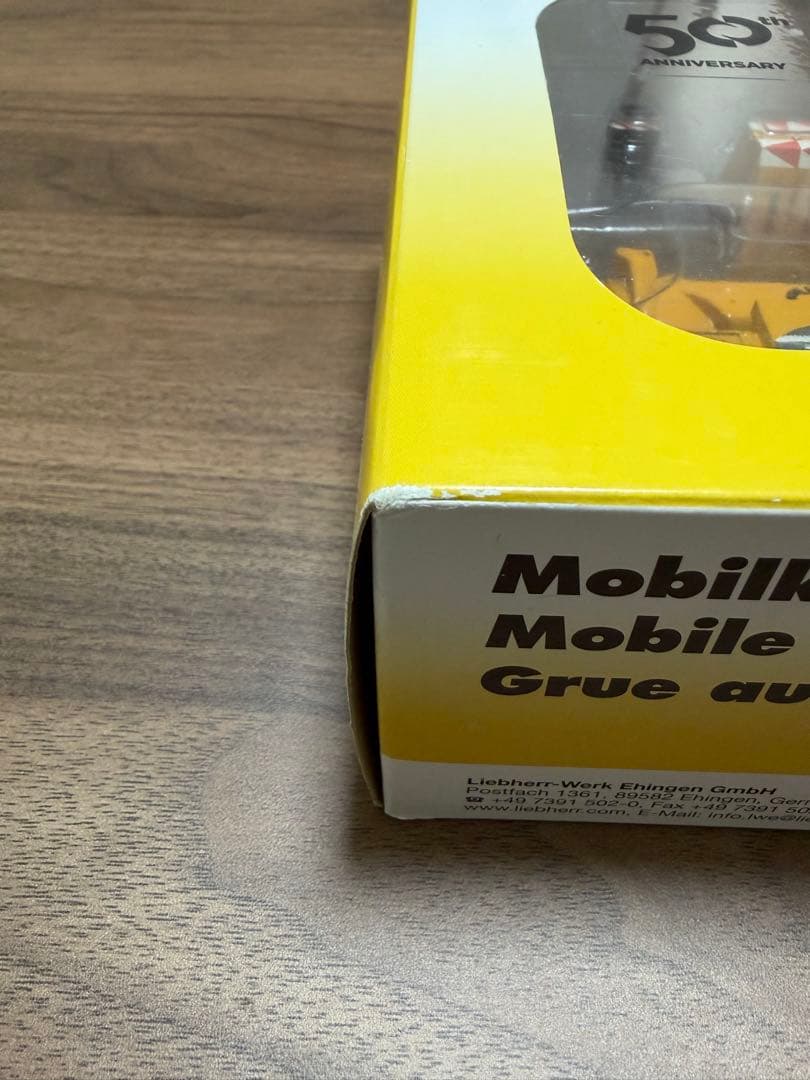 50th
ANNIVERSARY
Mobilk
Mobile
Grue au
Liebherr-Werk Ehingen GmbH
Postfach 1361, 89582 Ehingen, Ger
☎ +49 7391 502-0, Fax +49 7391 50
www.liebherr.com, E-Mail: info.lwe@li